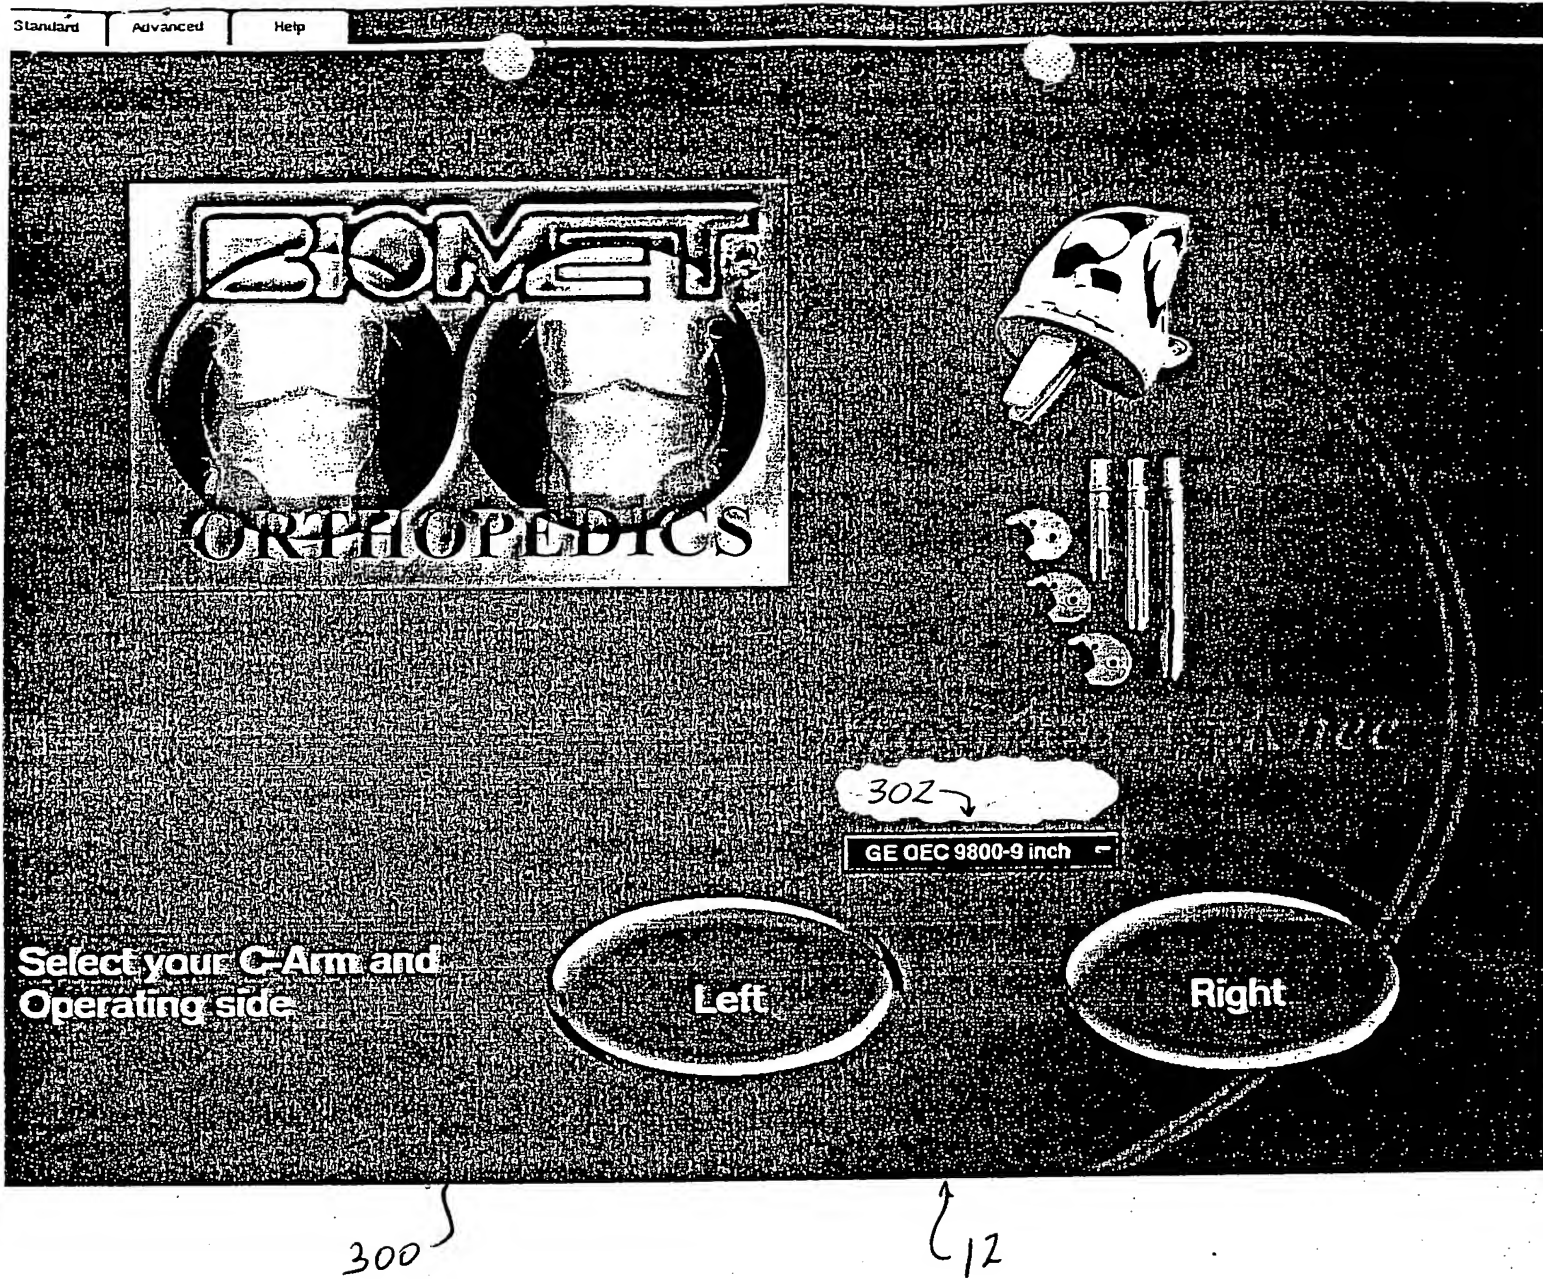 Standard Advanced Help
BIOMET
ORTHOPEDICS
Knee
302
GE OEC 9800-9 inch
Select your C-Arm and
Operating side
Left
Right
300
12